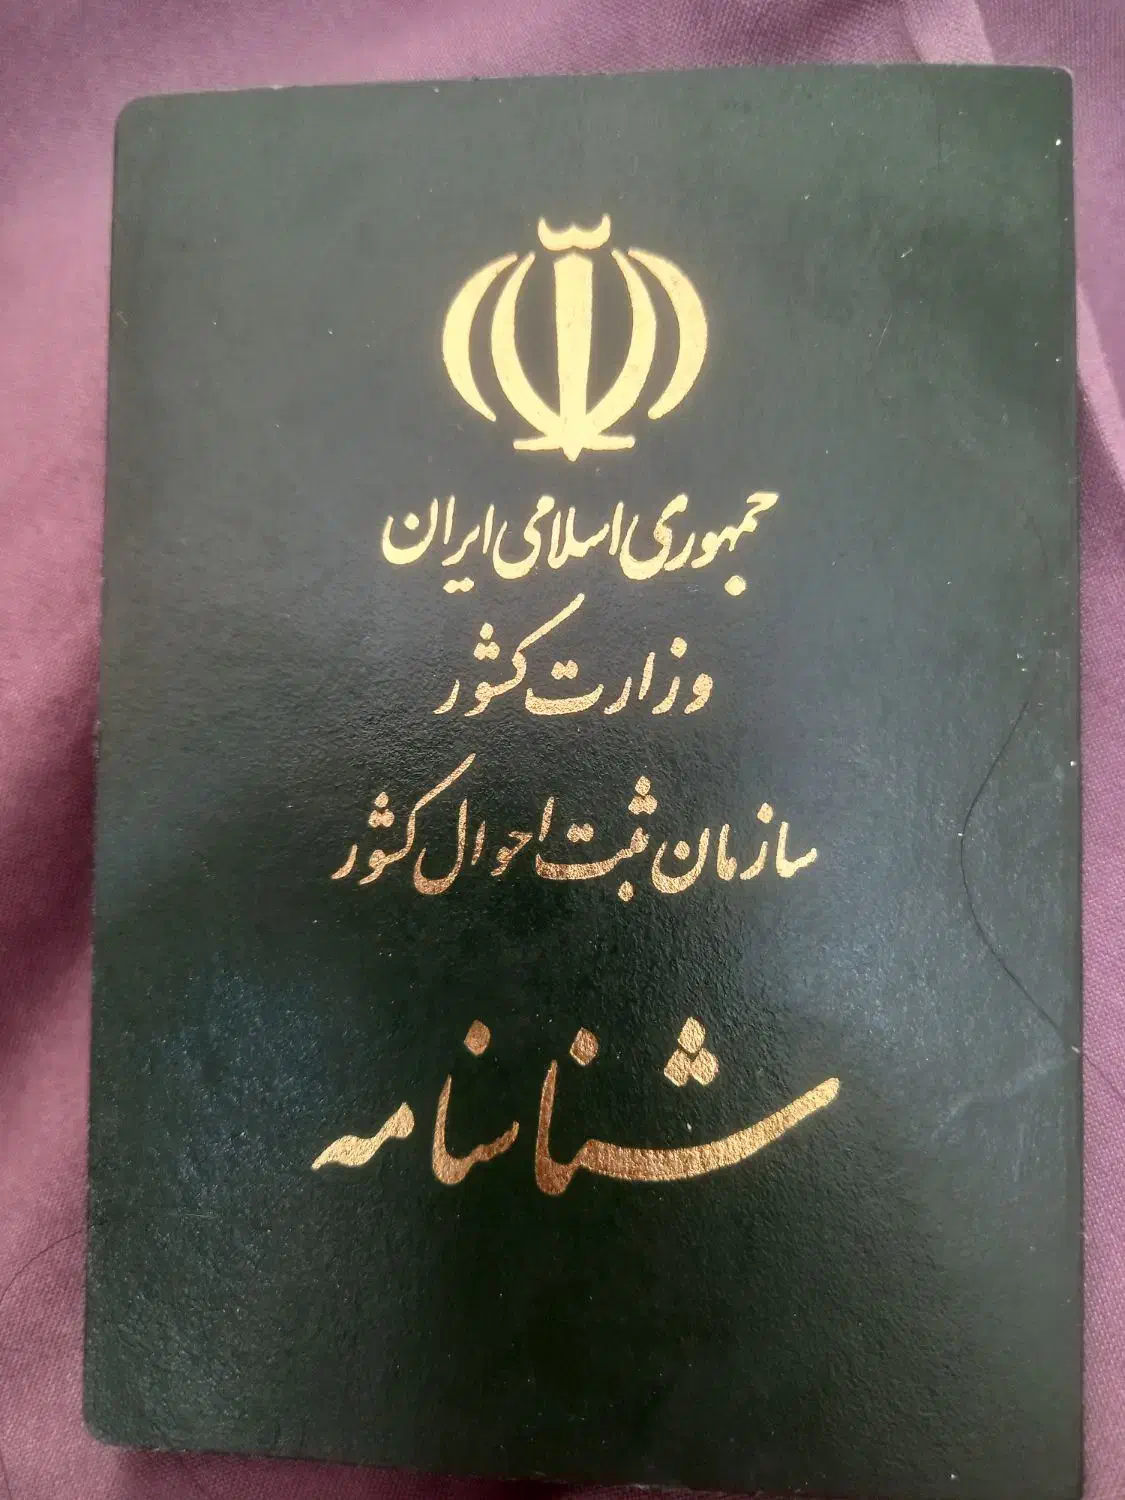 جمهوری اسلامی ایران
وزارت کشور
سازمان ثبت احوال کشور
شناسنامه